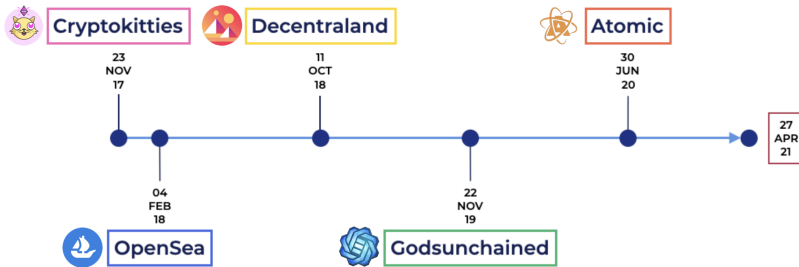 Cryptokitties
Decentraland
Atomic
23
NOV
17
11
OCT
18
30
JUN
20
27
APR
21
04
FEB
18
22
NOV
19
OpenSea
Godsunchained